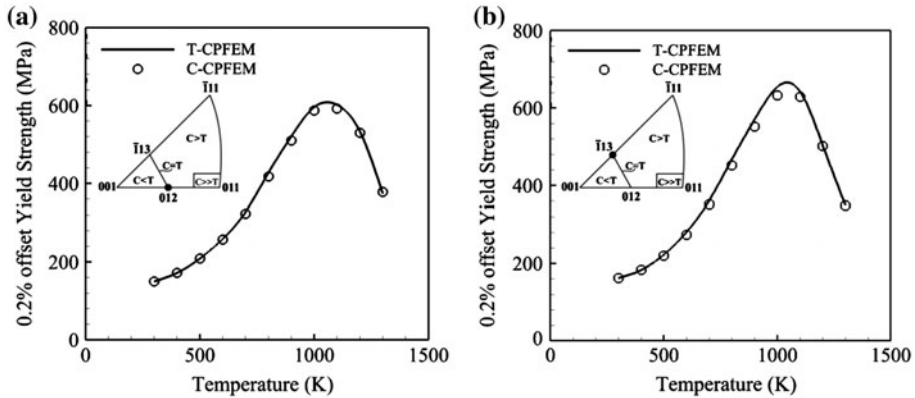 (a)
800
600
400
200
0
0
500
1000
1500
0.2% offset Yield Strength (MPa)
Temperature (K)
T-CPFEM
C-CPFEM
1̅11
C>T
1̅13
C=T
C<T
C>>T
001
012
011
(b)
800
600
400
200
0
0
500
1000
1500
0.2% offset Yield Strength (MPa)
Temperature (K)
T-CPFEM
C-CPFEM
1̅11
C>T
1̅13
C=T
C<T
C>>T
001
012
011